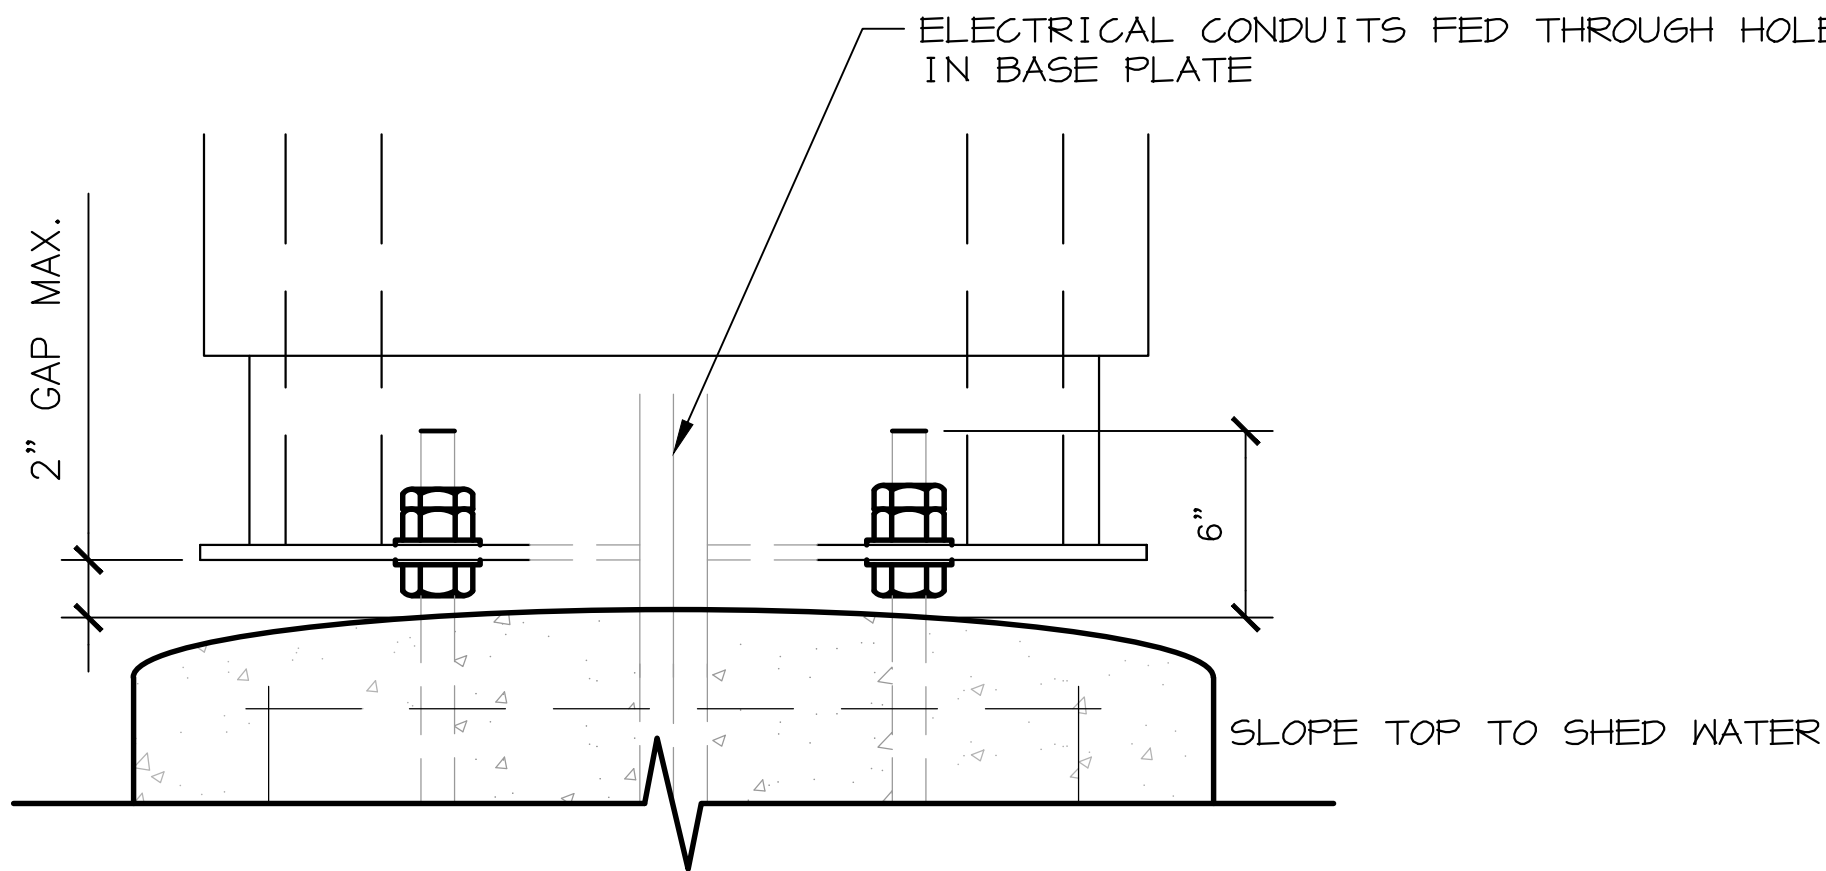 ELECTRICAL CONDUITS FED THROUGH HOLE
IN BASE PLATE
2" GAP MAX.
6"
SLOPE TOP TO SHED WATER